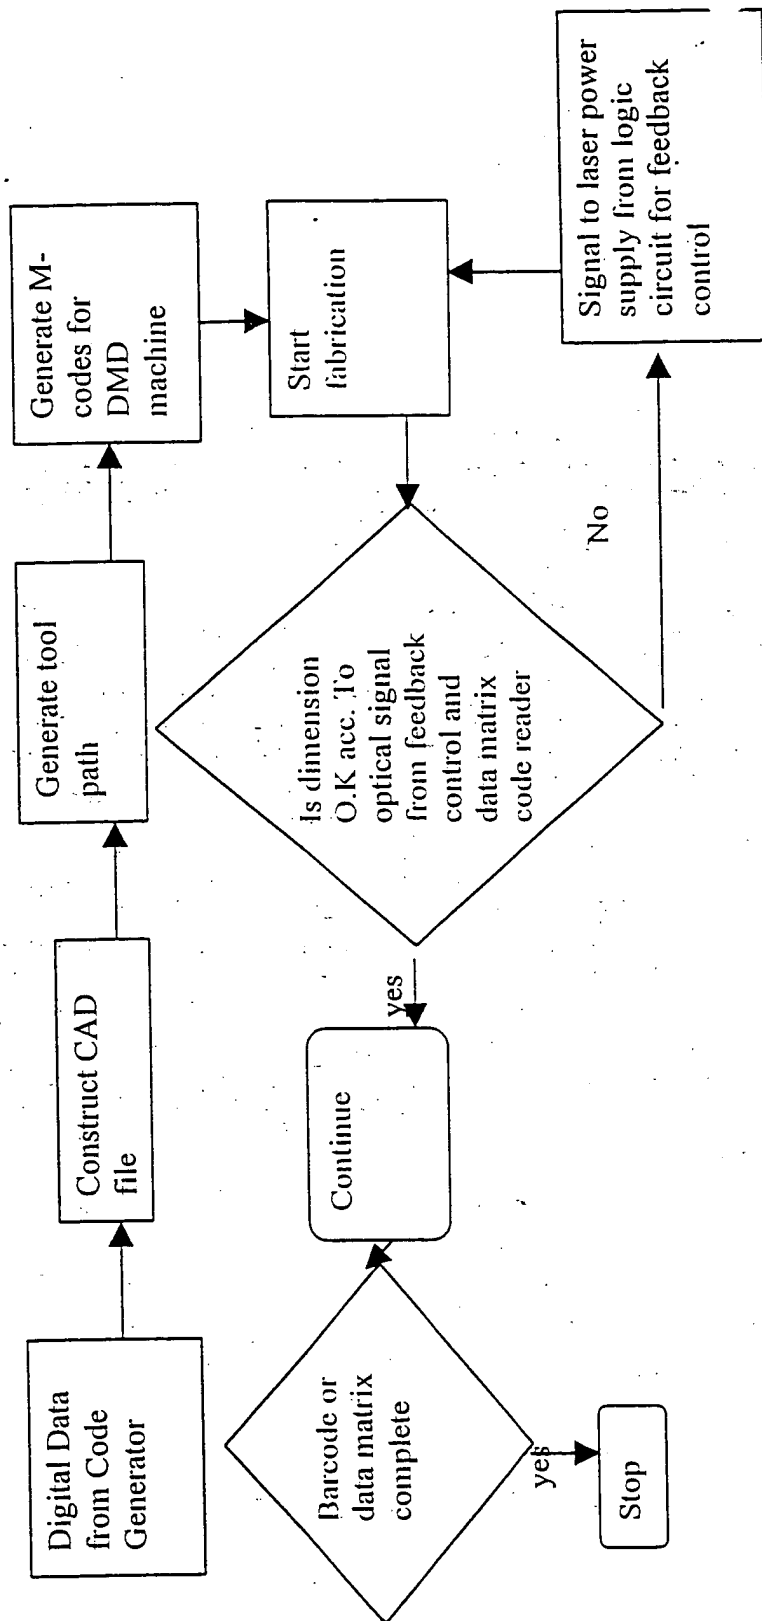 Digital Data
from Code
Generator
Construct CAD
file
Generate tool
path
Generate M-
codes for
DMD
machine
Start
fabrication
Is dimension
O.K acc. To
optical signal
from feedback
control and
data matrix
code reader
No
Signal to laser power
supply from logic
circuit for feedback
control
yes
Continue
Barcode or
data matrix
complete
yes
Stop